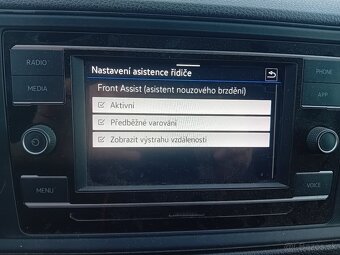 RADIO
MEDIA
MENU
PHONE
APP
VOICE
Nastavení asistence řidiče
Front Assist (asistent nouzového brzdění)
Aktivní
Předběžné varování
Zobrazit výstrahu vzdálenosti